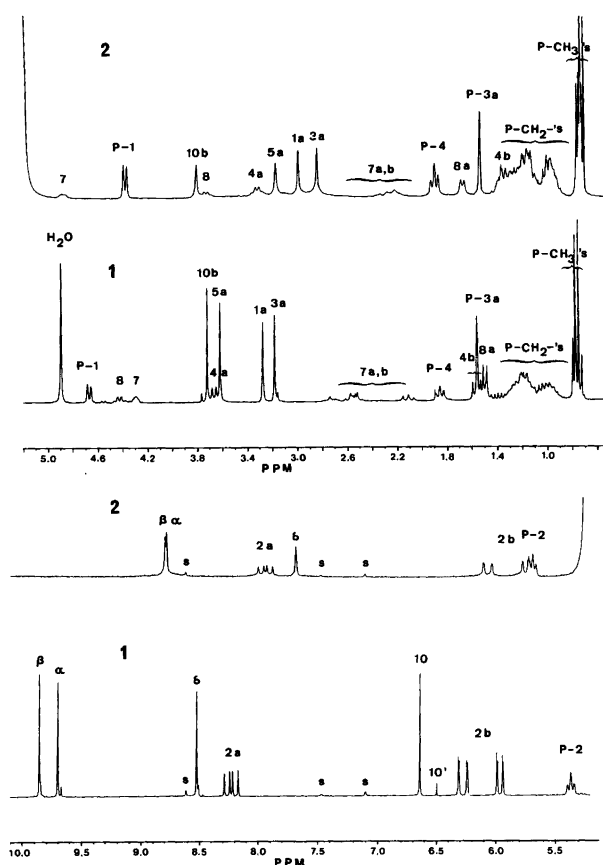 2
P-CH3's
P-3a
P-CH2-'s
P-1
10b
5a
1a
3a
P-4
4b
7
8
4a
7a,b
8a
H2O
1
10b
5a
P-CH3's
P-3a
1a
3a
P-CH2-'s
P-1
8
7
4a
7a,b
P-4
4b
8a
5.0 4.6 4.2 3.8 3.4 3.0 2.6 2.2 1.8 1.4 1.0
PPM
2
β α
2a
δ
2b
P-2
s
s
s
1
β
α
δ
10
2a
2b
10'
P-2
s
s
s
10.0 9.5 9.0 8.5 8.0 7.5 7.0 6.5 6.0 5.5
PPM